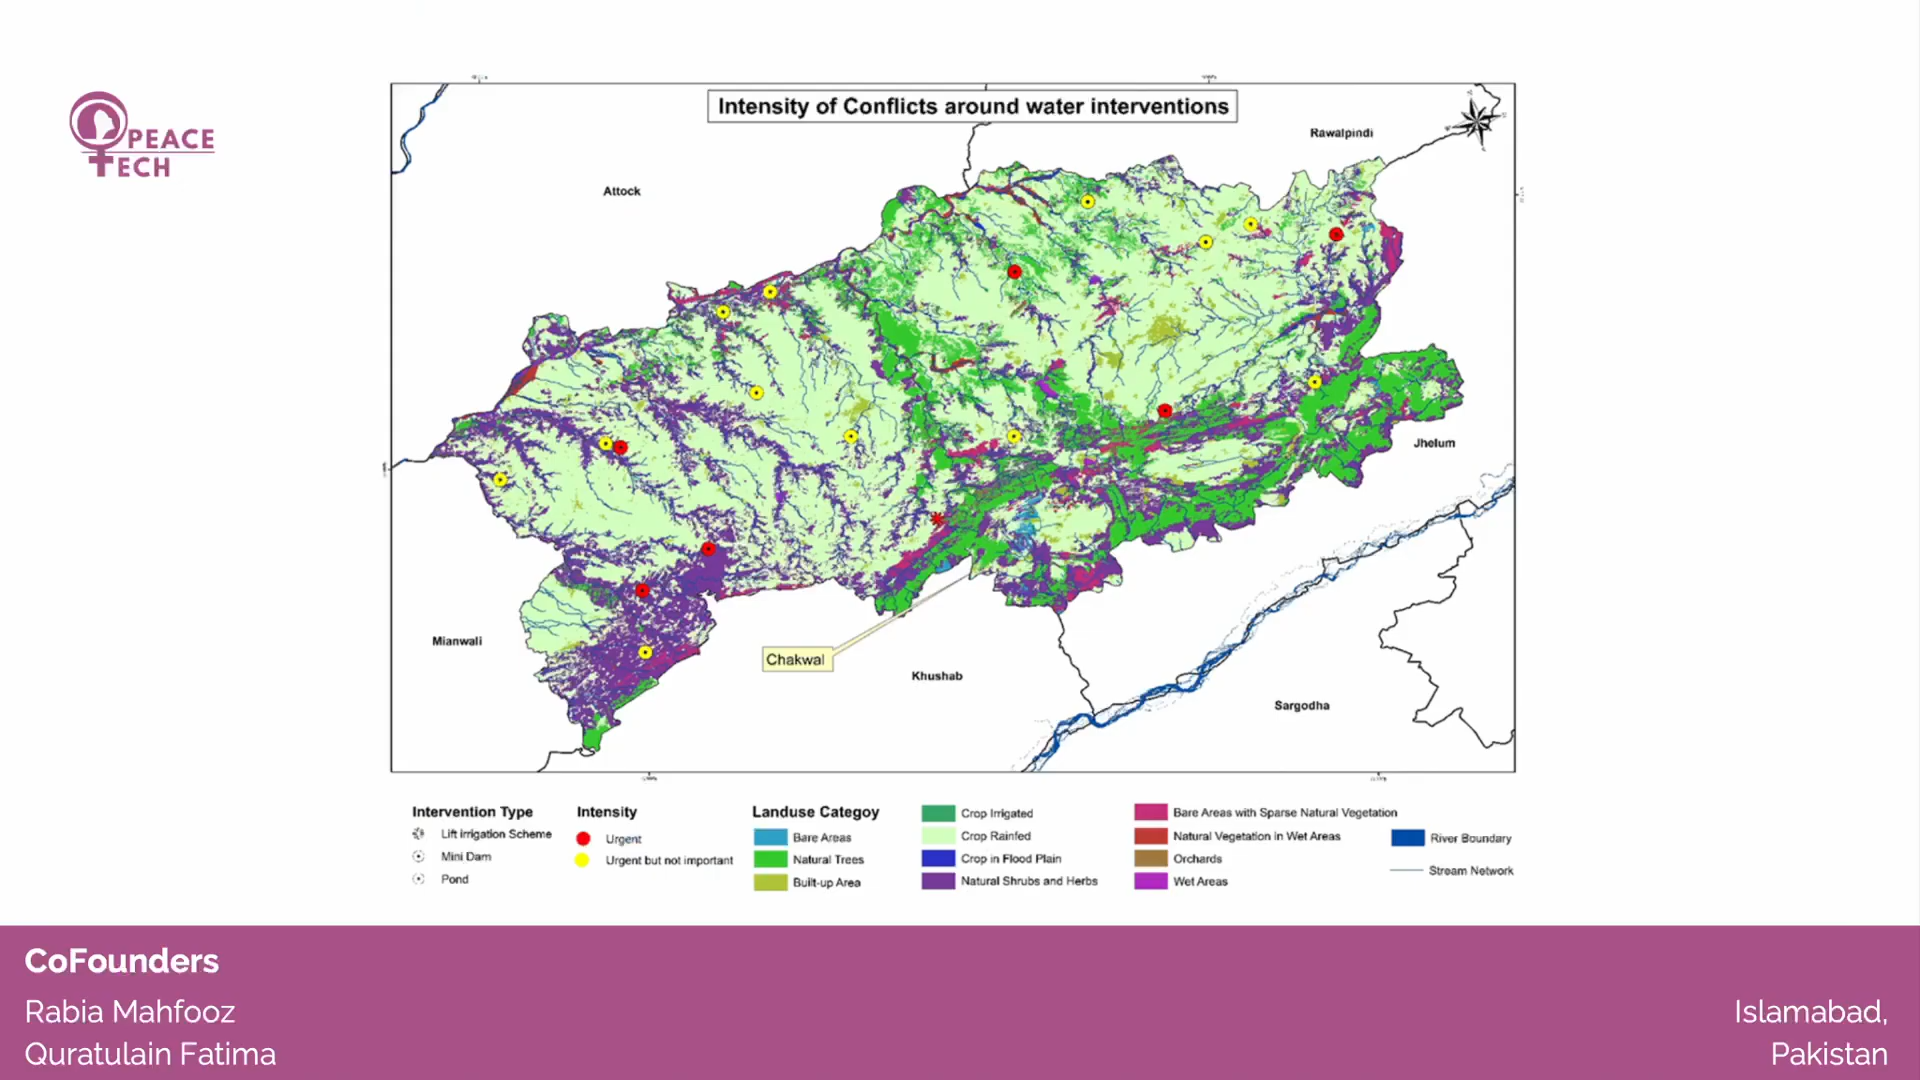 PEACE
TECH
Intensity of Conflicts around water interventions
Rawalpindi
Attock
Jhelum
Mianwali
Chakwal
Khushab
Sargodha
Intervention Type
Lift irrigation Scheme
Mini Dam
Pond
Intensity
Urgent
Urgent but not important
Landuse Categoy
Bare Areas
Natural Trees
Built-up Area
Crop Irrigated
Crop Rainfed
Crop in Flood Plain
Natural Shrubs and Herbs
Bare Areas with Sparse Natural Vegetation
Natural Vegetation in Wet Areas
Orchards
Wet Areas
River Boundary
Stream Network
CoFounders
Rabia Mahfooz
Quratulain Fatima
Islamabad,
Pakistan